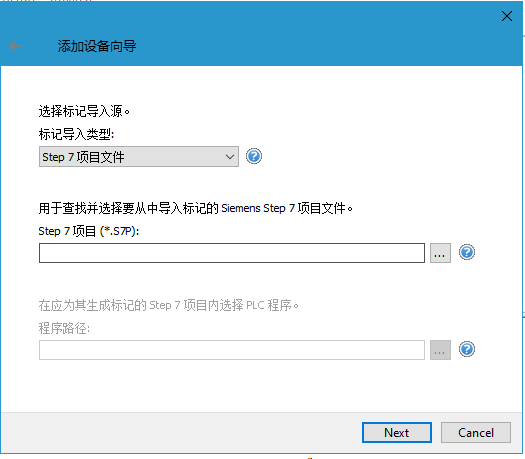 添加设备向导
选择标记导入源。
标记导入类型:
Step 7 项目文件
用于查找并选择要从中导入标记的 Siemens Step 7 项目文件。
Step 7 项目 (*.S7P):
...
在应为其生成标记的 Step 7 项目内选择 PLC 程序。
程序路径:
...
Next
Cancel